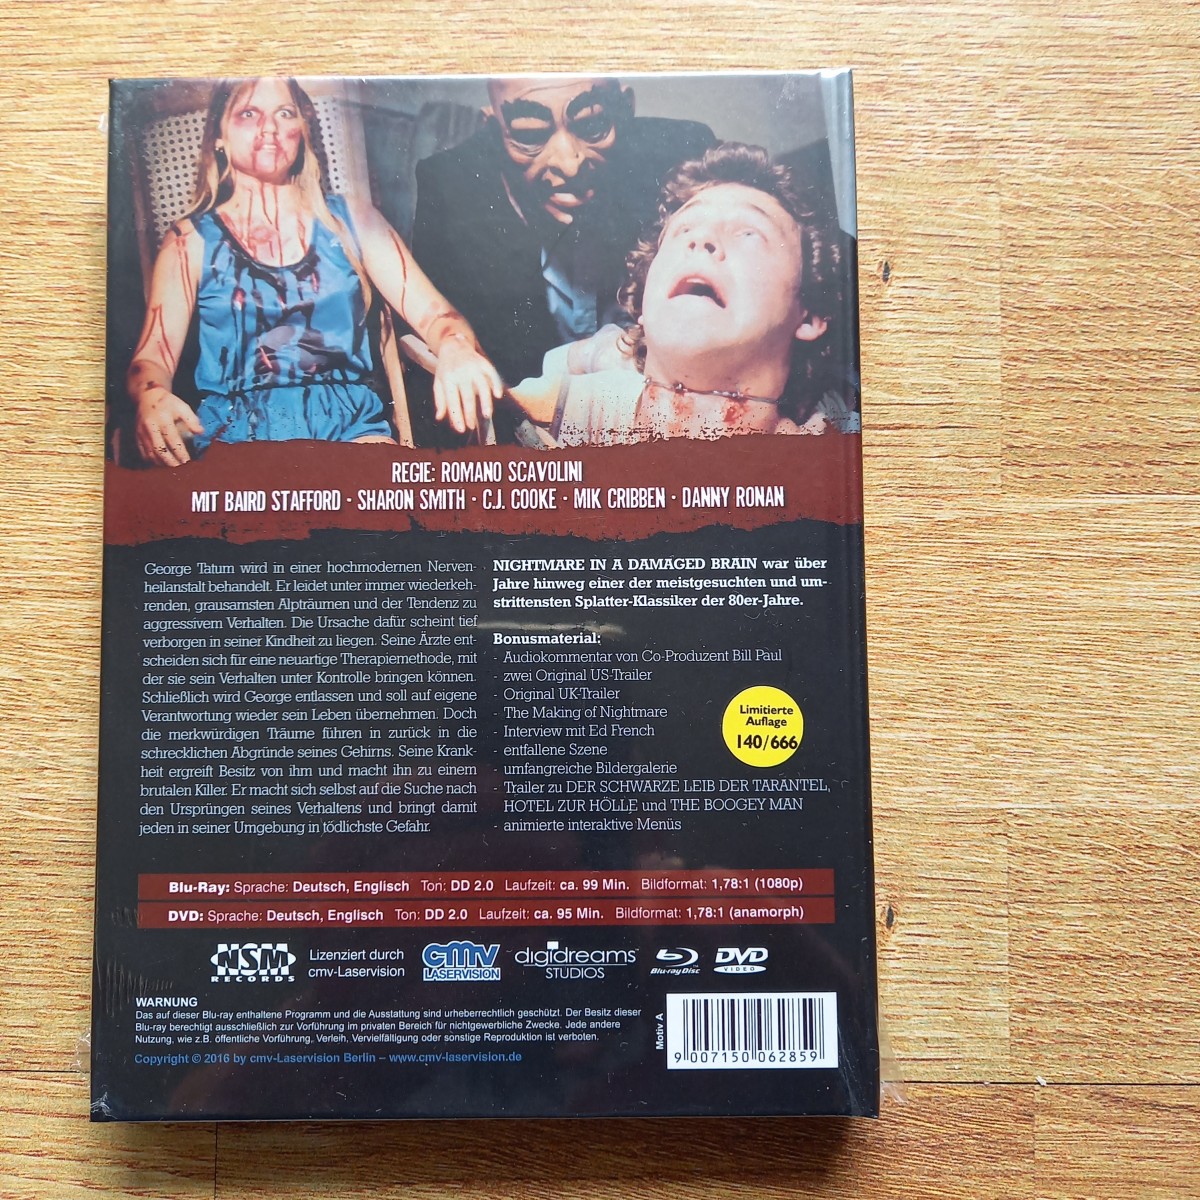 REGIE: ROMANO SCAVOLINI
MIT BAIRD STAFFORD · SHARON SMITH · C.J. COOKE · MIK CRIBBEN · DANNY RONAN
George Tatum wird in einer hochmodernen Nerven-
heilanstalt behandelt. Er leidet unter immer wiederkeh-
renden, grausamsten Alpträumen und der Tendenz zu
aggressivem Verhalten. Die Ursache dafür scheint tief
verborgen in seiner Kindheit zu liegen. Seine Ärzte ent-
scheiden sich für eine neuartige Therapiemethode, mit
der sie sein Verhalten unter Kontrolle bringen können.
Schließlich wird George entlassen und soll auf eigene
Verantwortung wieder sein Leben übernehmen. Doch
die merkwürdigen Träume führen in zurück in die
schrecklichen Abgründe seines Gehirns. Seine Krank-
heit ergreift Besitz von ihm und macht ihn zu einem
brutalen Killer. Er macht sich selbst auf die Suche nach
den Ursprüngen seines Verhaltens und bringt damit
jeden in seiner Umgebung in tödlichste Gefahr.
NIGHTMARE IN A DAMAGED BRAIN war über
Jahre hinweg einer der meistgesuchten und um-
strittensten Splatter-Klassiker der 80er-Jahre.
Bonusmaterial:
- Audiokommentar von Co-Produzent Bill Paul
- zwei Original US-Trailer
- Original UK-Trailer
- The Making of Nightmare
- Interview mit Ed French
- entfallene Szene
- umfangreiche Bildergalerie
- Trailer zu DER SCHWARZE LEIB DER TARANTEL,
HOTEL ZUR HÖLLE und THE BOOGEY MAN
- animierte interaktive Menüs
Limitierte
Auflage
140/666
Blu-Ray: Sprache: Deutsch, Englisch Ton: DD 2.0 Laufzeit: ca. 99 Min. Bildformat: 1,78:1 (1080p)
DVD: Sprache: Deutsch, Englisch Ton: DD 2.0 Laufzeit: ca. 95 Min. Bildformat: 1,78:1 (anamorph)
NSM
RECORDS
Lizenziert durch
cmv-Laservision
cmv
LASERVISION
digidreams
STUDIOS
Blu-ray Disc
DVD
VIDEO
WARNUNG
Das auf dieser Blu-ray enthaltene Programm und die Ausstattung sind urheberrechtlich geschützt. Der Besitz dieser
Blu-ray berechtigt ausschließlich zur Vorführung im privaten Bereich für nichtgewerbliche Zwecke. Jede andere
Nutzung, wie z.B. öffentliche Vorführung, Verleih, Vervielfältigung oder sonstige Reproduktion ist verboten.
Copyright © 2016 by cmv-Laservision Berlin – www.cmv-laservision.de
Motiv A
9 007150 062859